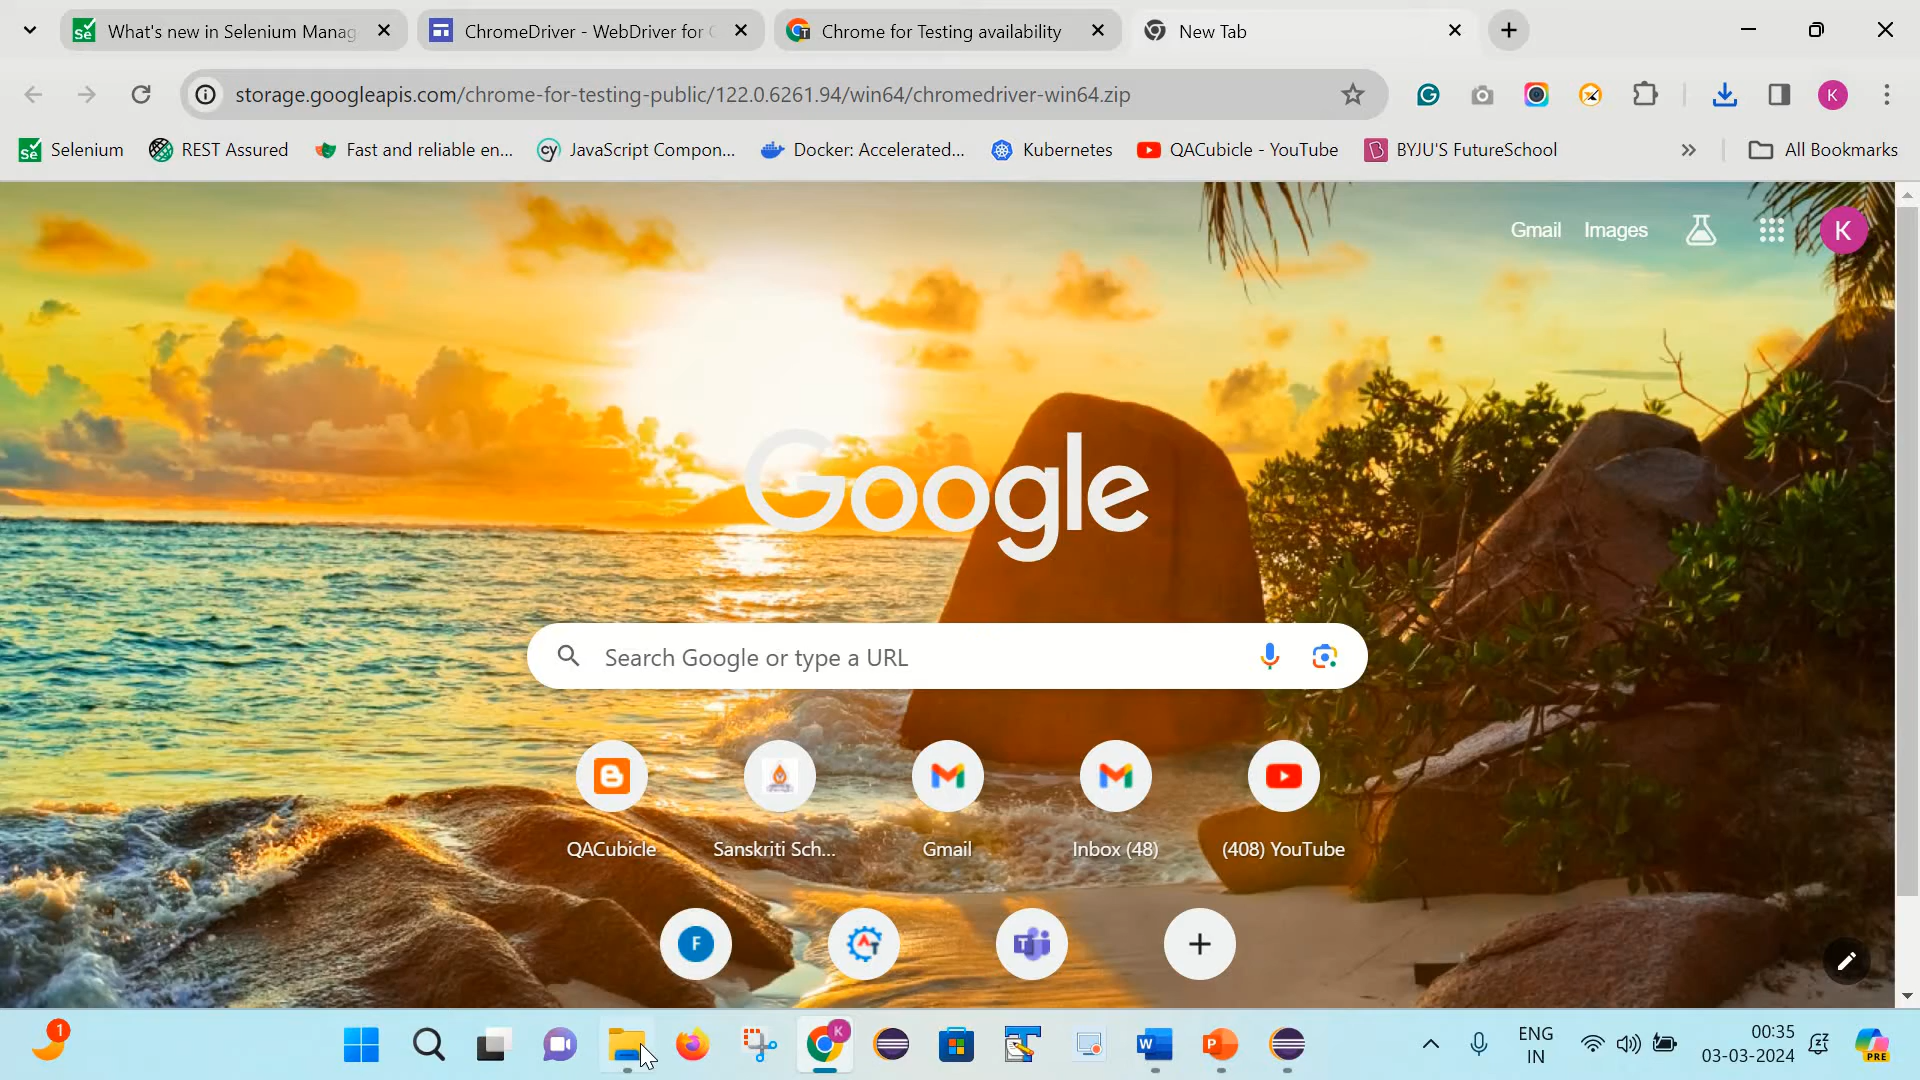 What's new in Selenium Manag
ChromeDriver - WebDriver for C
Chrome for Testing availability
New Tab
storage.googleapis.com/chrome-for-testing-public/122.0.6261.94/win64/chromedriver-win64.zip
K
Selenium
REST Assured
Fast and reliable en...
JavaScript Compon...
Docker: Accelerated...
Kubernetes
QACubicle - YouTube
BYJU'S FutureSchool
All Bookmarks
Gmail
Images
K
Google
Search Google or type a URL
QACubicle
Sanskriti Sch...
Gmail
Inbox (48)
(408) YouTube
F
1
K
ENG
IN
00:35
03-03-2024
PRE